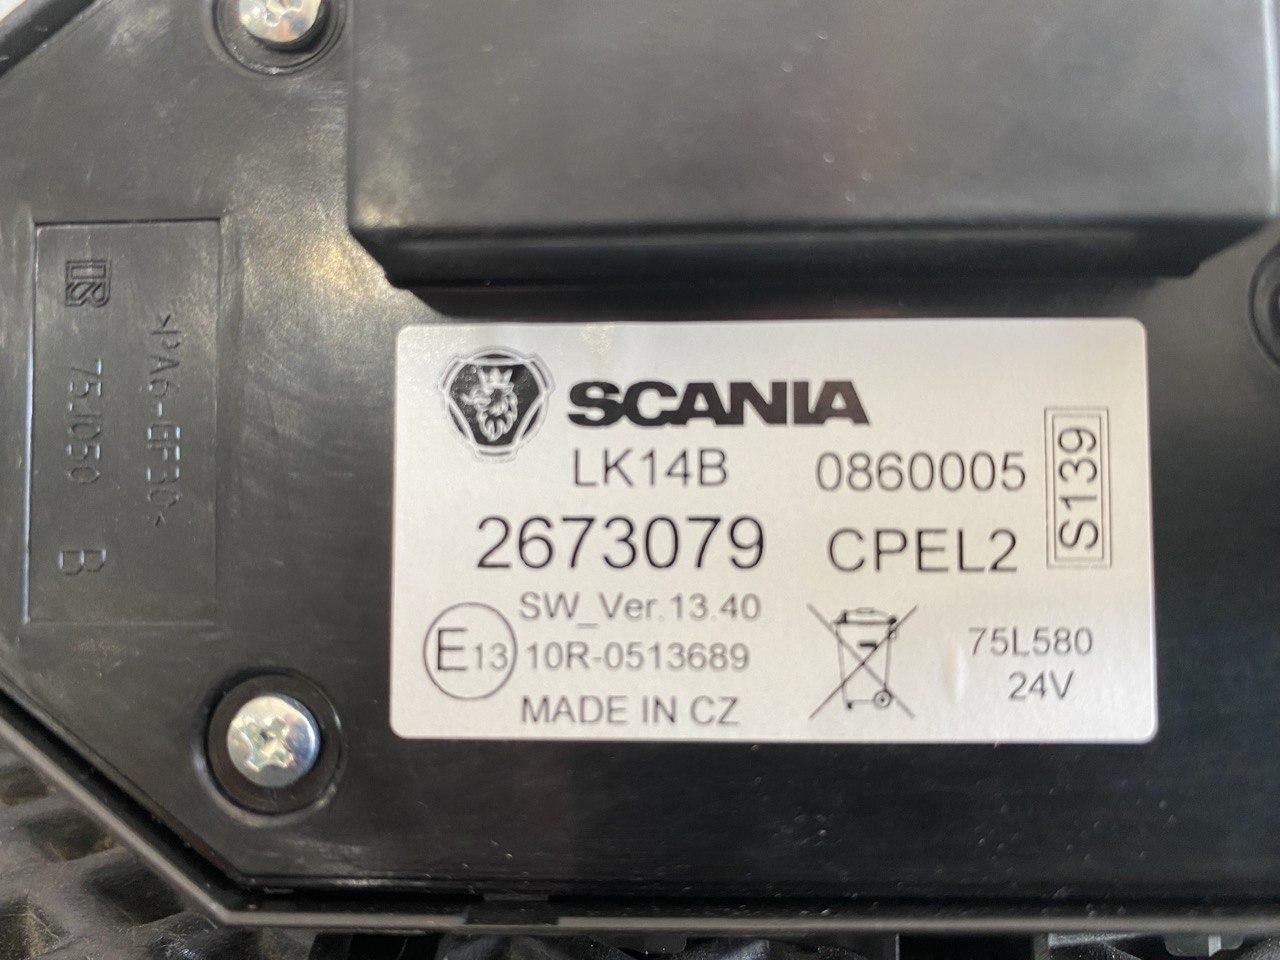 >PA6-GF30<
75J050 B
SCANIA
LK14B 0860005
S139
2673079 CPEL2
SW_Ver.13.40
E13 10R-0513689
75L580
24V
MADE IN CZ